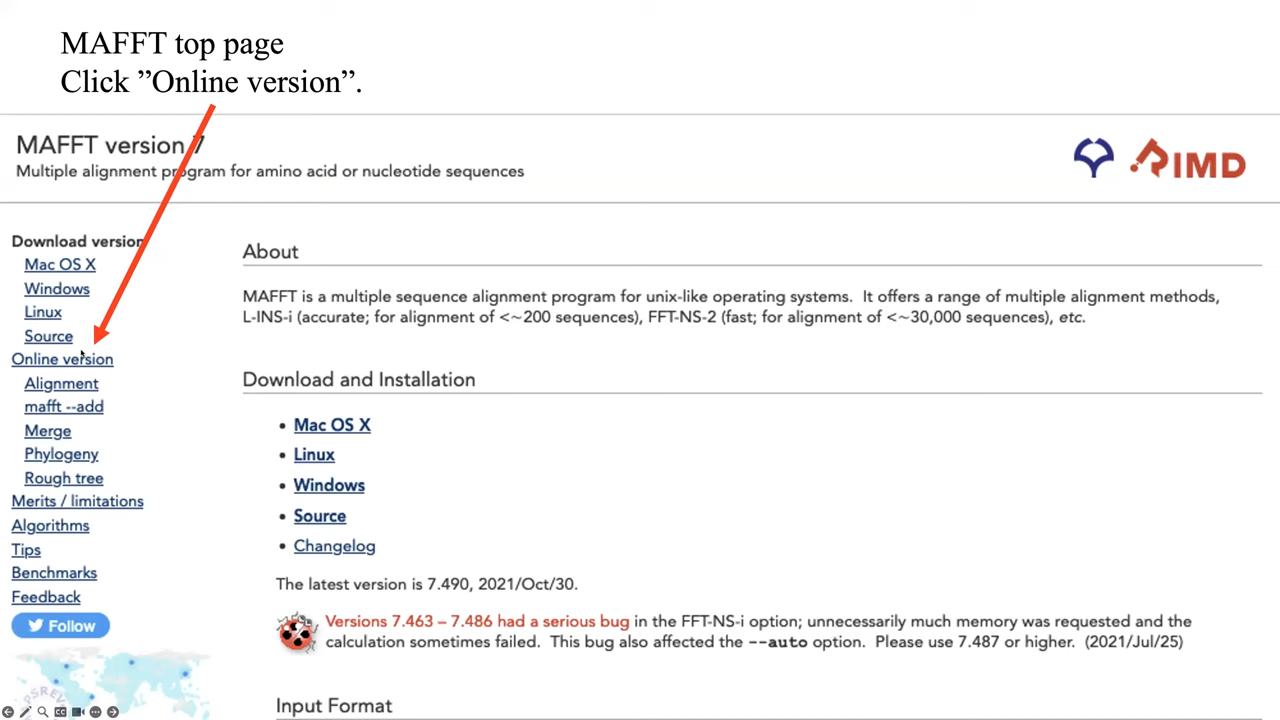 MAFFT top page
Click ”Online version”.
MAFFT version 7
Multiple alignment program for amino acid or nucleotide sequences
RIMD
Download version
Mac OS X
Windows
Linux
Source
Online version
Alignment
mafft --add
Merge
Phylogeny
Rough tree
Merits / limitations
Algorithms
Tips
Benchmarks
Feedback
Follow
About
MAFFT is a multiple sequence alignment program for unix-like operating systems.  It offers a range of multiple alignment methods,
L-INS-i (accurate; for alignment of <~200 sequences), FFT-NS-2 (fast; for alignment of <~30,000 sequences), etc.
Download and Installation
• Mac OS X
• Linux
• Windows
• Source
• Changelog
The latest version is 7.490, 2021/Oct/30.
Versions 7.463 – 7.486 had a serious bug in the FFT-NS-i option; unnecessarily much memory was requested and the
calculation sometimes failed.  This bug also affected the --auto option.  Please use 7.487 or higher.  (2021/Jul/25)
Input Format